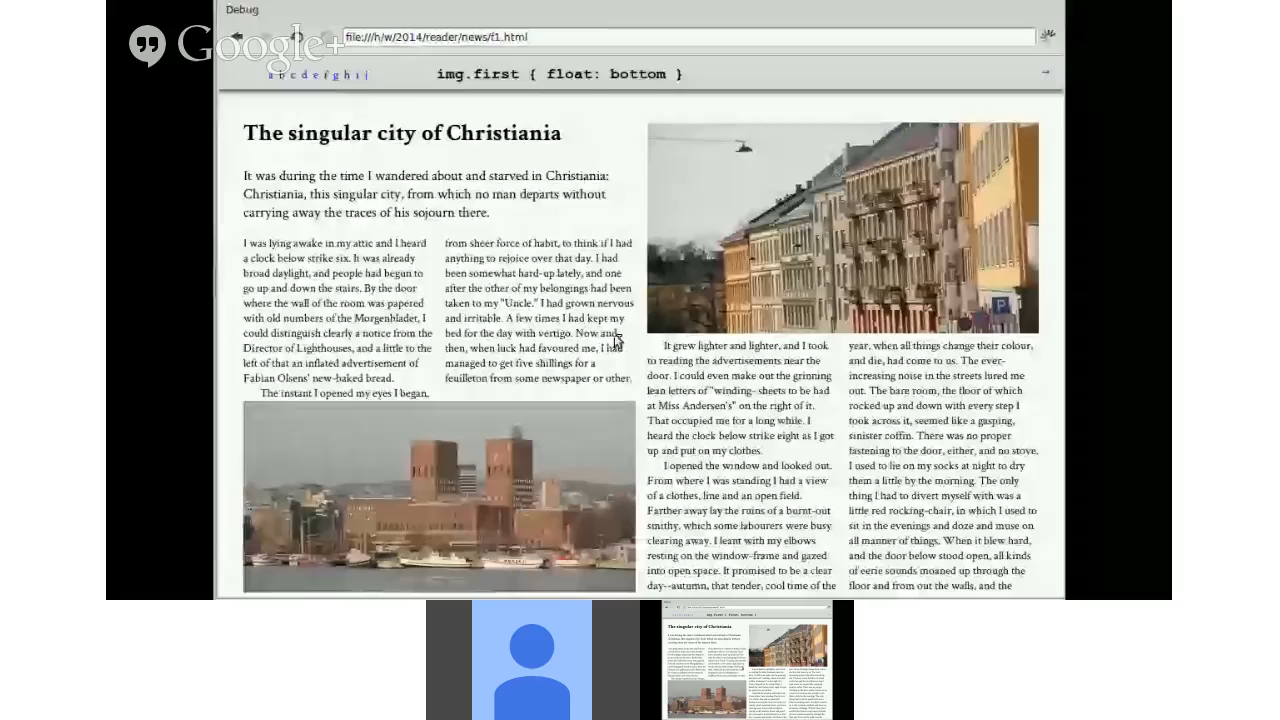 Debug
Google+
file:///h/w/2014/reader/news/f1.html
a b c d e f g h i j
img.first { float: bottom }
→
The singular city of Christiania
It was during the time I wandered about and starved in Christiania:
Christiania, this singular city, from which no man departs without
carrying away the traces of his sojourn there.
I was lying awake in my attic and I heard
a clock below strike six. It was already
broad daylight, and people had begun to
go up and down the stairs. By the door
where the wall of the room was papered
with old numbers of the Morgenbladet, I
could distinguish clearly a notice from the
Director of Lighthouses, and a little to the
left of that an inflated advertisement of
Fabian Olsens' new-baked bread.
The instant I opened my eyes I began,
from sheer force of habit, to think if I had
anything to rejoice over that day. I had
been somewhat hard-up lately, and one
after the other of my belongings had been
taken to my "Uncle." I had grown nervous
and irritable. A few times I had kept my
bed for the day with vertigo. Now and
then, when luck had favoured me, I had
managed to get five shillings for a
feuilleton from some newspaper or other.
P
It grew lighter and lighter, and I took
to reading the advertisements near the
door. I could even make out the grinning
lean letters of "winding- sheets to be had
at Miss Andersen's" on the right of it.
That occupied me for a long while. I
heard the clock below strike eight as I got
up and put on my clothes.
I opened the window and looked out.
From where I was standing I had a view
of a clothes, line and an open field.
Farther away lay the ruins of a burnt-out
smithy, which some labourers were busy
clearing away. I leant with my elbows
resting on the window-frame and gazed
into open space. It promised to be a clear
day--autumn, that tender, cool time of the
year, when all things change their colour,
and die, had come to us. The ever-
increasing noise in the streets lured me
out. The bare room, the floor of which
rocked up and down with every step I
took across it, seemed like a gasping,
sinister coffin. There was no proper
fastening to the door, either, and no stove.
I used to lie on my socks at night to dry
them a little by the morning. The only
thing I had to divert myself with was a
little red rocking-chair, in which I used to
sit in the evenings and doze and muse on
all manner of things. When it blew hard,
and the door below stood open, all kinds
of eerie sounds moaned up through the
floor and from out the walls, and the